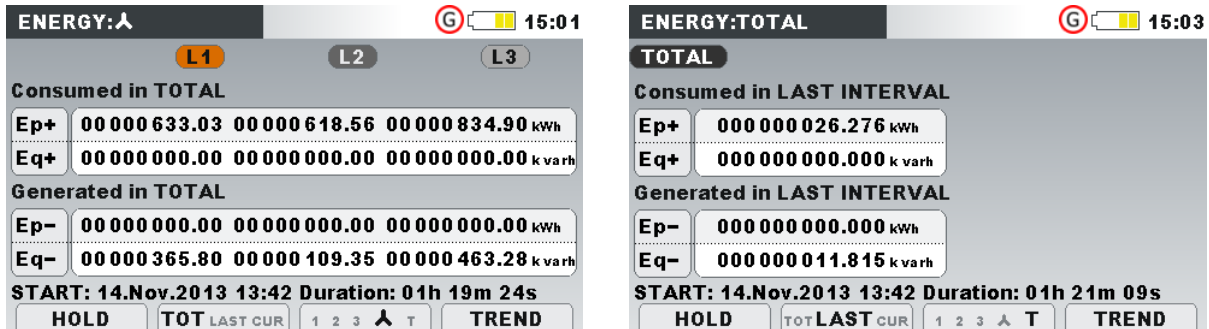 ENERGY: G 15:01
L1 L2 L3
Consumed in TOTAL
Ep+ 00000633.03 00000618.56 00000834.90 kWh
Eq+ 00000000.00 00000000.00 00000000.00 k varh
Generated in TOTAL
Ep- 00000000.00 00000000.00 00000000.00 kWh
Eq- 00000365.80 00000109.35 00000463.28 k varh
START: 14.Nov.2013 13:42 Duration: 01h 19m 24s
HOLD TOT LAST CUR 1 2 3 T TREND
ENERGY:TOTAL G 15:03
TOTAL
Consumed in LAST INTERVAL
Ep+ 000000026.276 kWh
Eq+ 000000000.000 k varh
Generated in LAST INTERVAL
Ep- 000000000.000 kWh
Eq- 000000011.815 k varh
START: 14.Nov.2013 13:42 Duration: 01h 21m 09s
HOLD TOT LAST CUR 1 2 3 T TREND